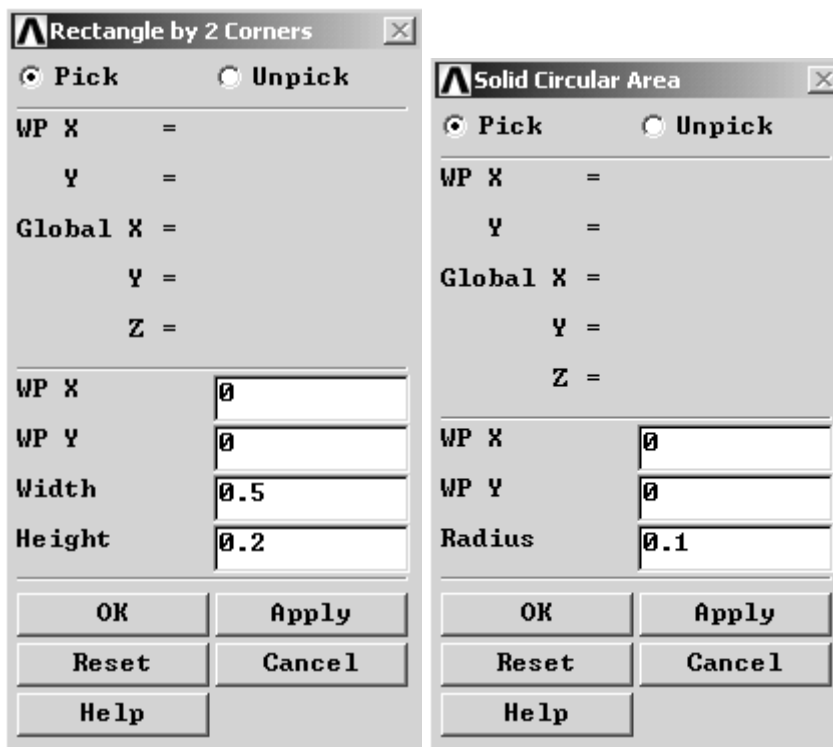 Rectangle by 2 Corners
Pick Unpick
WP X =
Y =
Global X =
Y =
Z =
WP X 0
WP Y 0
Width 0.5
Height 0.2
OK Apply
Reset Cancel
Help
Solid Circular Area
Pick Unpick
WP X =
Y =
Global X =
Y =
Z =
WP X 0
WP Y 0
Radius 0.1
OK Apply
Reset Cancel
Help